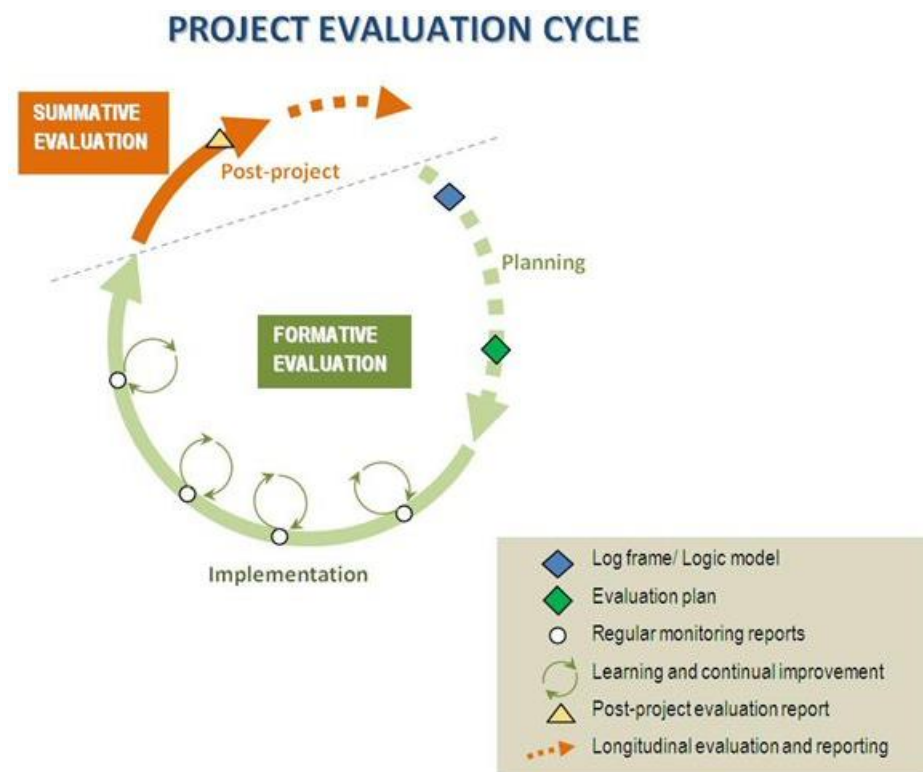 PROJECT EVALUATION CYCLE
SUMMATIVE
EVALUATION
Post-project
Planning
FORMATIVE
EVALUATION
Implementation
Log frame/ Logic model
Evaluation plan
Regular monitoring reports
Learning and continual improvement
Post-project evaluation report
Longitudinal evaluation and reporting